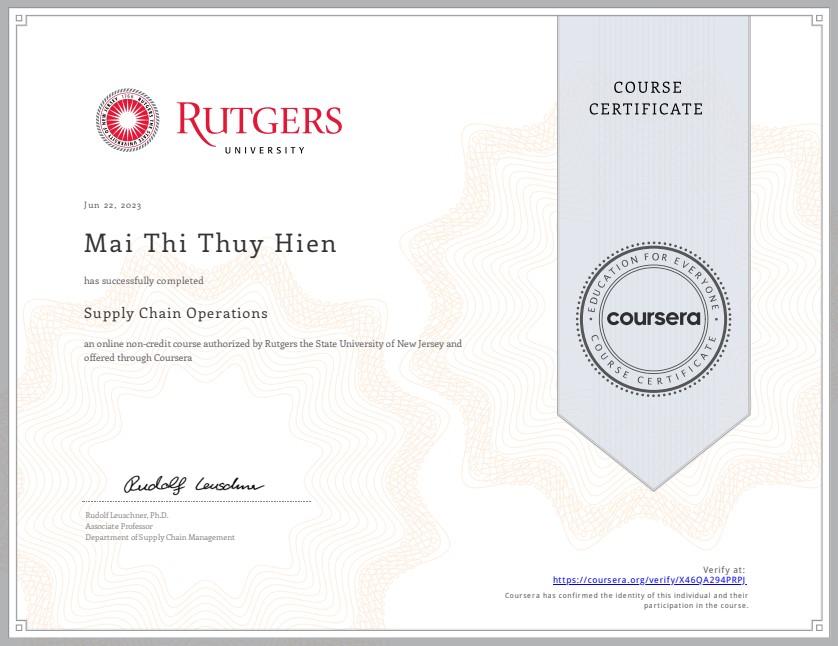 RUTGERS
UNIVERSITY
COURSE
CERTIFICATE
Jun 22, 2023
Mai Thi Thuy Hien
has successfully completed
Supply Chain Operations
an online non-credit course authorized by Rutgers the State University of New Jersey and
offered through Coursera
EDUCATION FOR EVERYONE
coursera
COURSE CERTIFICATE
Rudolf Leuschner
Rudolf Leuschner, Ph.D.
Associate Professor
Department of Supply Chain Management
Verify at:
https://coursera.org/verify/X46QA294PRPJ
Coursera has confirmed the identity of this individual and their
participation in the course.